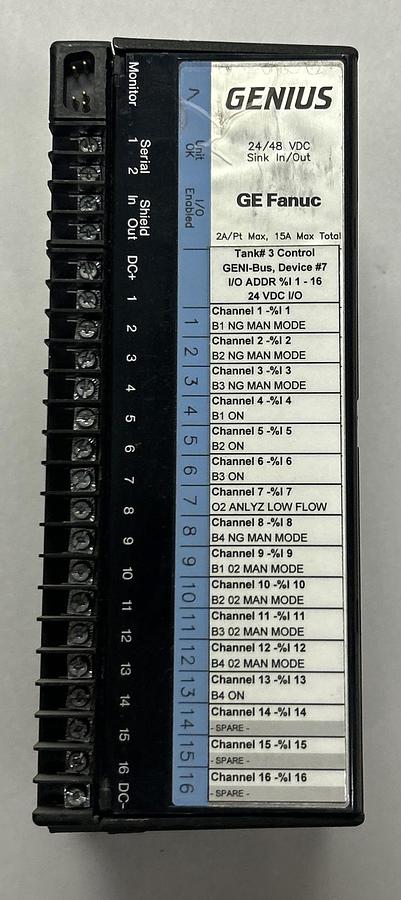 Monitor
Serial
1 2
Shield
In Out
DC+
1
2
3
4
5
6
7
8
9
10
11
12
13
14
15
16
DC-
Unit
OK
I/O
Enabled
1
2
3
4
5
6
7
8
9
10
11
12
13
14
15
16
GENIUS
24/48 VDC
Sink In/Out
GE Fanuc
2A/Pt Max, 15A Max Total
Tank# 3 Control
GENI-Bus, Device #7
I/O ADDR %I 1 - 16
24 VDC I/O
Channel 1 -%I 1
B1 NG MAN MODE
Channel 2 -%I 2
B2 NG MAN MODE
Channel 3 -%I 3
B3 NG MAN MODE
Channel 4 -%I 4
B1 ON
Channel 5 -%I 5
B2 ON
Channel 6 -%I 6
B3 ON
Channel 7 -%I 7
O2 ANLYZ LOW FLOW
Channel 8 -%I 8
B4 NG MAN MODE
Channel 9 -%I 9
B1 02 MAN MODE
Channel 10 -%I 10
B2 02 MAN MODE
Channel 11 -%I 11
B3 02 MAN MODE
Channel 12 -%I 12
B4 02 MAN MODE
Channel 13 -%I 13
B4 ON
Channel 14 -%I 14
- SPARE -
Channel 15 -%I 15
- SPARE -
Channel 16 -%I 16
- SPARE -